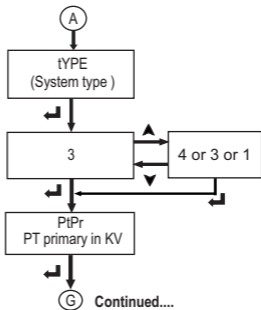 A
tYPE
(System type )
3
4 or 3 or 1
PtPr
PT primary in KV
G Continued....